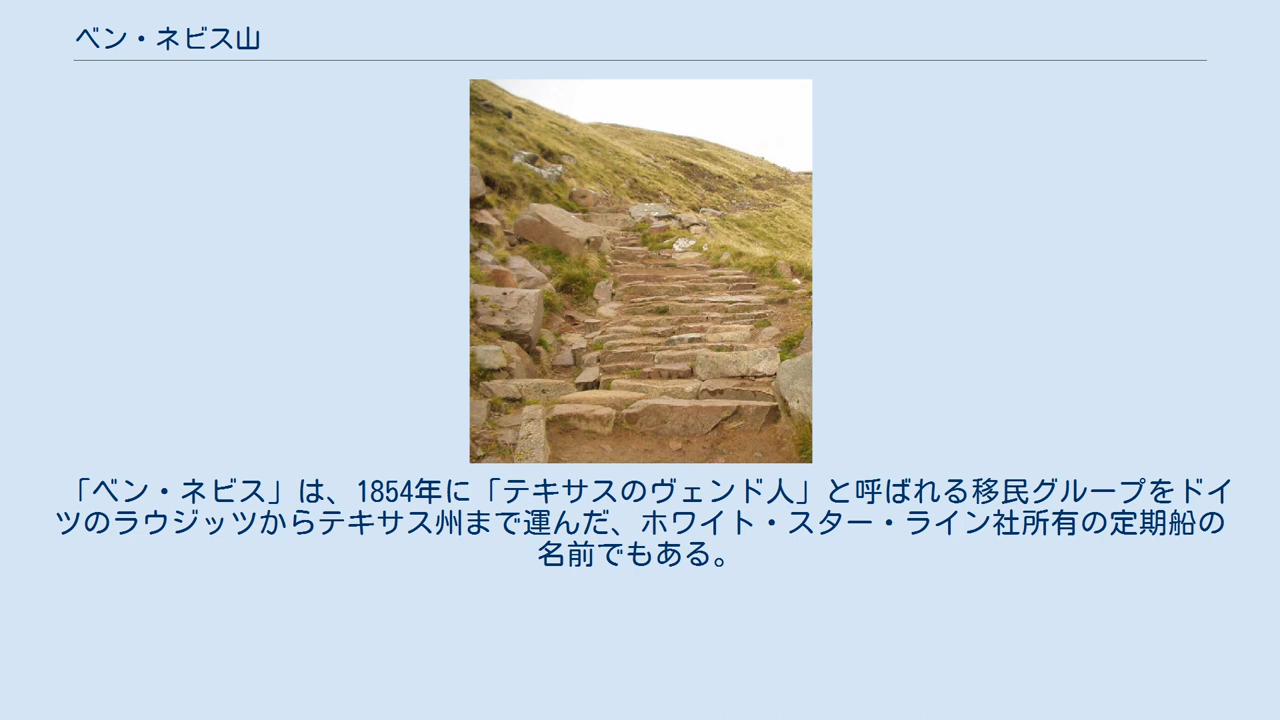 ベン・ネビス山
「ベン・ネビス」は、1854年に「テキサスのヴェンド人」と呼ばれる移民グループをドイ
ツのラウジッツからテキサス州まで運んだ、ホワイト・スター・ライン社所有の定期船の
名前でもある。